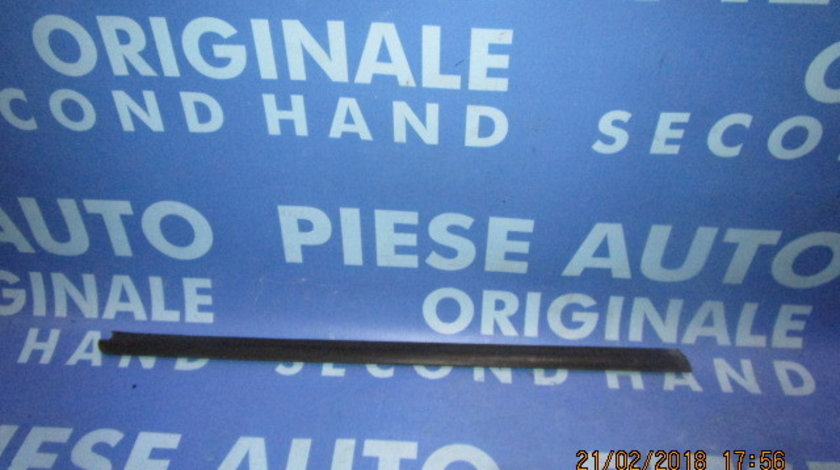 ORIGINALE
SECOND HAND
SECO
AUTO
PIESE AUTO
GINALE
ORIGINALE
HAND
SECOND HAND
PIESE AUTO
21/02/2018 17:56